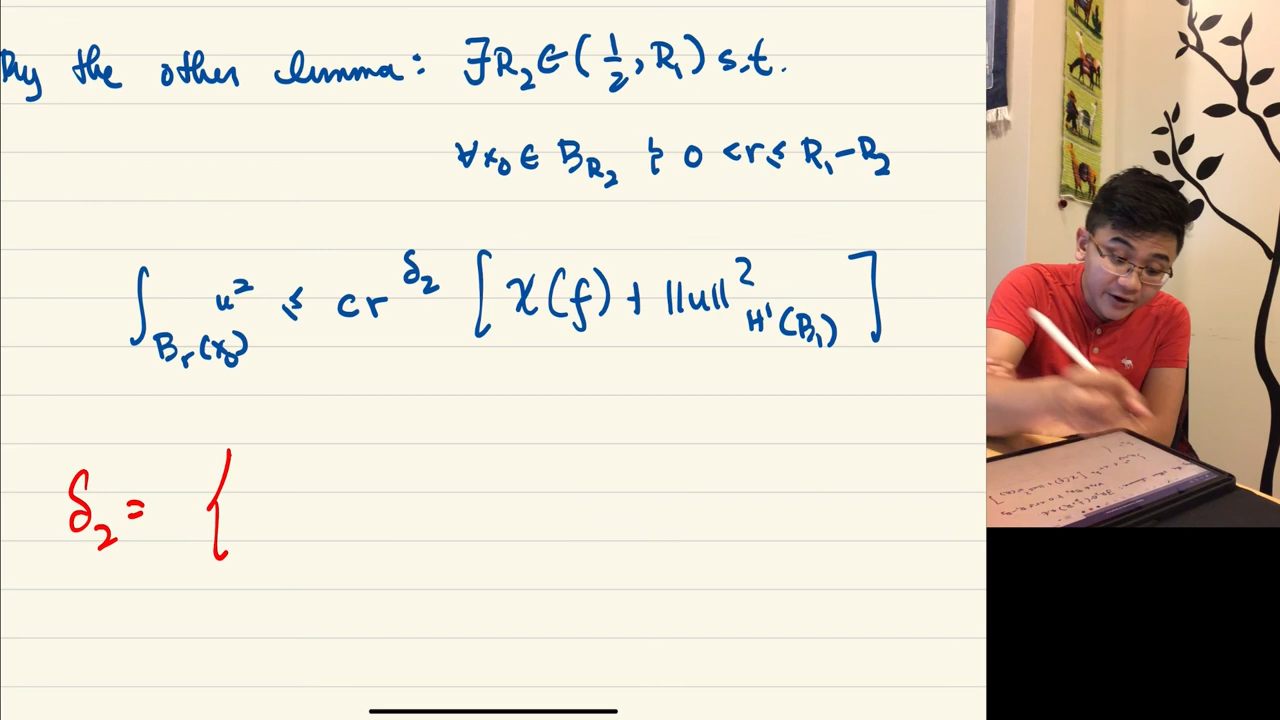 By the other lemma: ∃R₂∈(1/2, R₁) s.t.
∀x₀∈ B_{R₂} & 0 < r ≤ R₁-R₂
∫_{B_r(x₀)} u² ≤ c r^{δ₂} [χ(f) + ||u||²_{H¹(B₁)}]
δ₂ = {